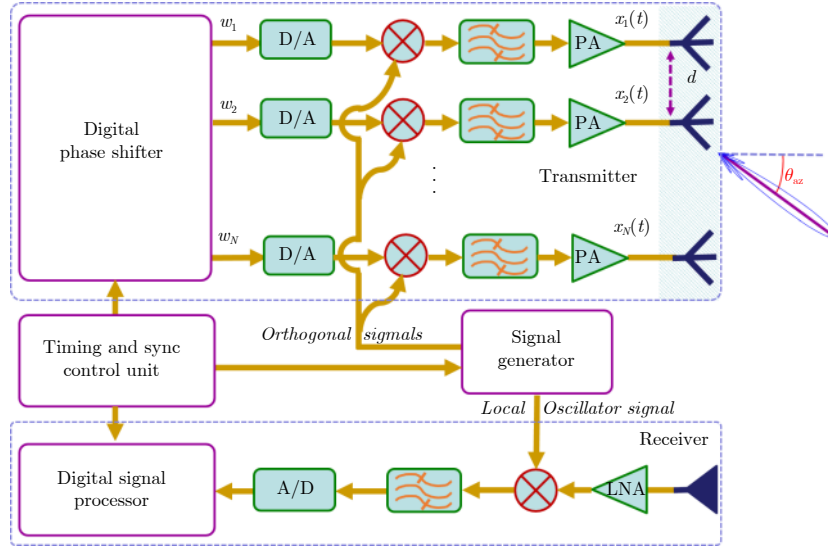 w1 D/A PA x1(t)
d
w2 D/A PA x2(t)
Digital
phase shifter
⋮
Transmitter
θaz
wN D/A PA xN(t)
Orthogonal sigmals
Timing and sync
control unit
Signal
generator
Local Oscillator signal
Receiver
Digital signal
processor
A/D
LNA